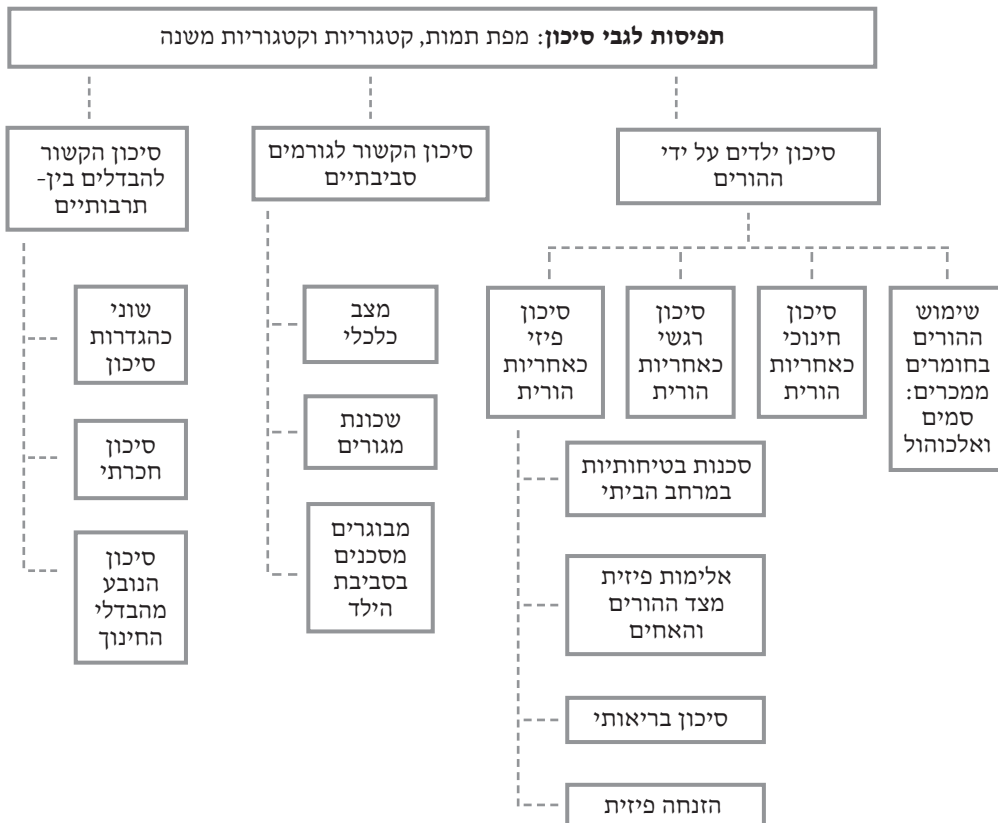 תפיסות לגבי סיכון: מפת תמות, קטגוריות וקטגוריות משנה
סיכון ילדים על ידי
ההורים
שימוש
ההורים
בחומרים
ממכרים:
סמים
ואלכוהול
סיכון
חינוכי
כאחריות
הורית
סיכון
רגשי
כאחריות
הורית
סיכון
פיזי
כאחריות
הורית
סכנות בטיחותיות
במרחב הביתי
אלימות פיזית
מצד ההורים
והאחים
סיכון בריאותי
הזנחה פיזית
סיכון הקשור לגורמים
סביבתיים
מצב
כלכלי
שכונת
מגורים
מבוגרים
מסכנים
בסביבת
הילד
סיכון הקשור
להבדלים בין-
תרבותיים
שוני
כהגדרות
סיכון
סיכון
חכרתי
סיכון
הנובע
מהבדלי
החינוך